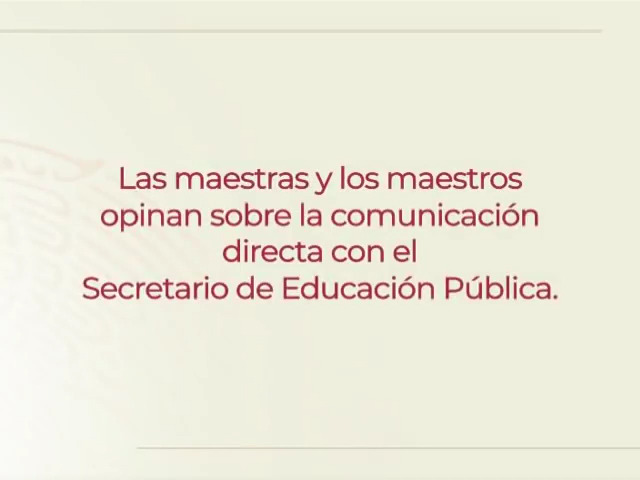 Las maestras y los maestros
opinan sobre la comunicación
directa con el
Secretario de Educación Pública.